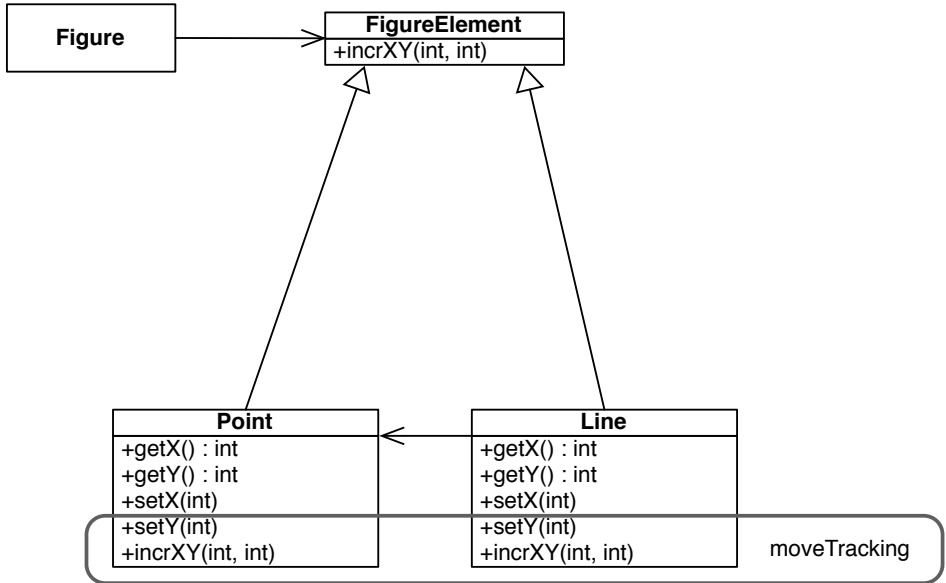 Figure
FigureElement
+incrXY(int, int)
Point
+getX() : int
+getY() : int
+setX(int)
+setY(int)
+incrXY(int, int)
Line
+getX() : int
+getY() : int
+setX(int)
+setY(int)
+incrXY(int, int)
moveTracking